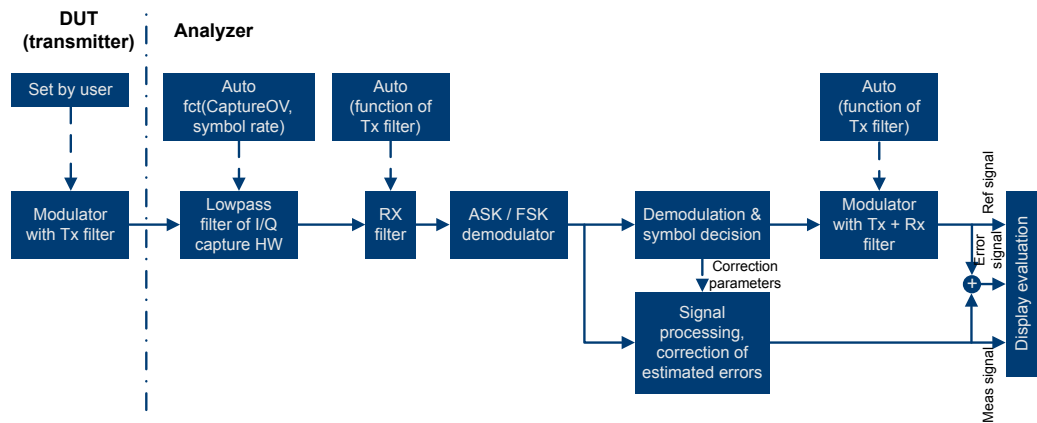 DUT
(transmitter)
Analyzer
Set by user
Auto
fct(CaptureOV,
symbol rate)
Auto
(function of
Tx filter)
Auto
(function of
Tx filter)
Modulator
with Tx filter
Lowpass
filter of I/Q
capture HW
RX
filter
ASK / FSK
demodulator
Demodulation &
symbol decision
Modulator
with Tx + Rx
filter
Ref signal
Error
signal
+
Display evaluation
Correction
parameters
Signal
processing,
correction of
estimated errors
Meas signal